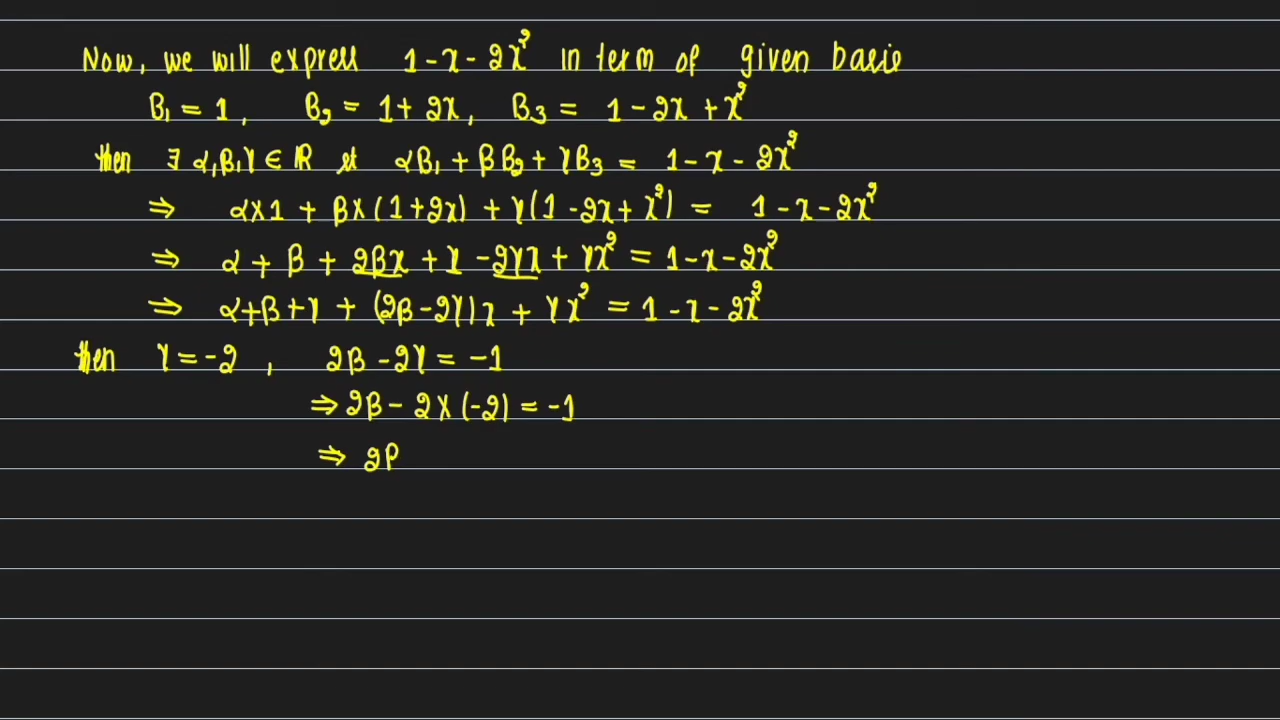 Now, we will express 1 - x - 2x² in term of given basis
B₁ = 1, B₂ = 1 + 2x, B₃ = 1 - 2x + x²
then ∃ α, β, γ ∈ ℝ st αB₁ + βB₂ + γB₃ = 1 - x - 2x²
⇒ α×1 + β×(1+2x) + γ(1 - 2x + x²) = 1 - x - 2x²
⇒ α + β + 2βx + γ - 2γx + γx² = 1 - x - 2x²
⇒ α+β+γ + (2β - 2γ)x + γx² = 1 - x - 2x²
then γ = -2, 2β - 2γ = -1
⇒ 2β - 2×(-2) = -1
⇒ 2β